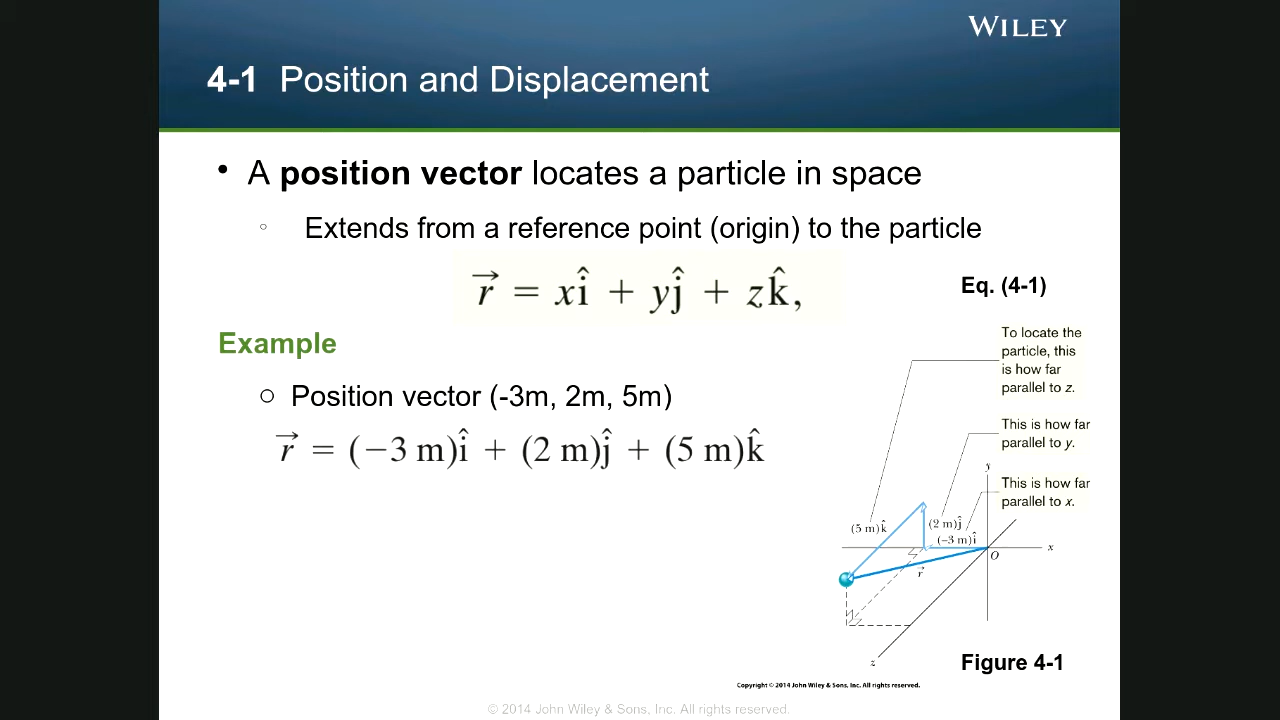 WILEY
4-1 Position and Displacement
• A position vector locates a particle in space
○ Extends from a reference point (origin) to the particle
r⃗ = xî + yĵ + zk̂,
Eq. (4-1)
Example
○ Position vector (-3m, 2m, 5m)
r⃗ = (−3 m)î + (2 m)ĵ + (5 m)k̂
To locate the
particle, this
is how far
parallel to z.
This is how far
parallel to y.
This is how far
parallel to x.
y
(5 m)k̂
(2 m)ĵ
(−3 m)î
x
O
r⃗
z
Figure 4-1
Copyright © 2014 John Wiley & Sons, Inc. All rights reserved.
© 2014 John Wiley & Sons, Inc. All rights reserved.